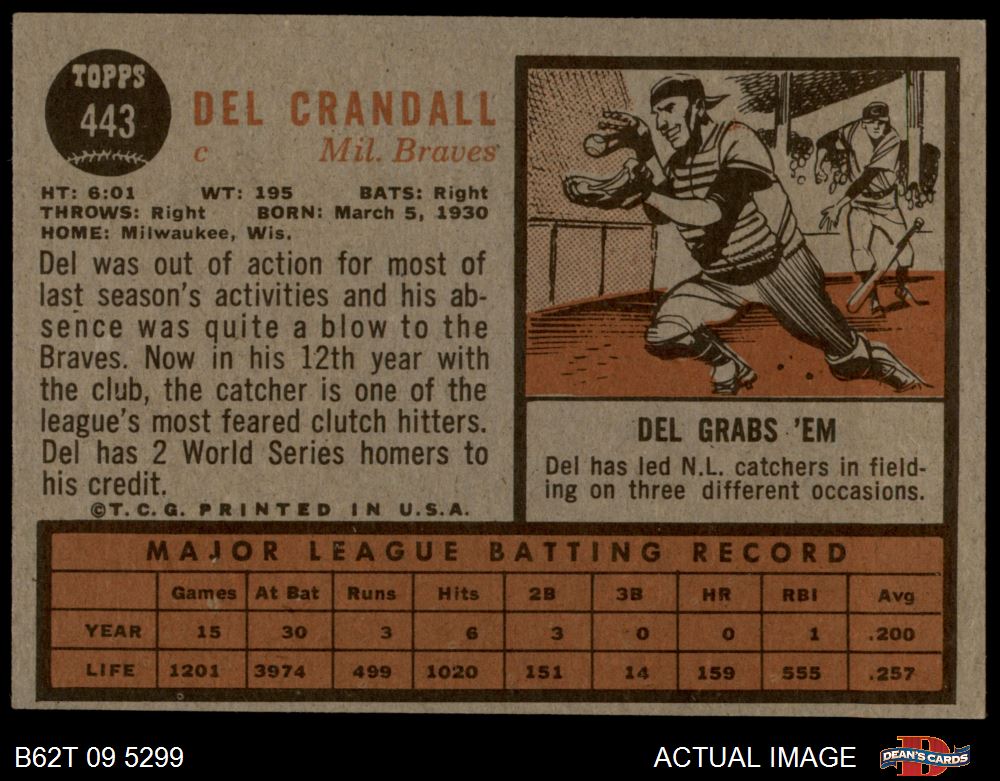 TOPPS
443
DEL CRANDALL
c Mil. Braves
HT: 6:01 WT: 195 BATS: Right
THROWS: Right BORN: March 5, 1930
HOME: Milwaukee, Wis.
Del was out of action for most of
last season's activities and his ab-
sence was quite a blow to the
Braves. Now in his 12th year with
the club, the catcher is one of the
league's most feared clutch hitters.
Del has 2 World Series homers to
his credit.
©T.C.G. PRINTED IN U.S.A.
DEL GRABS 'EM
Del has led N.L. catchers in field-
ing on three different occasions.
MAJOR LEAGUE BATTING RECORD
Games At Bat Runs Hits 2B 3B HR RBI Avg
YEAR 15 30 3 6 3 0 0 1 .200
LIFE 1201 3974 499 1020 151 14 159 555 .257
B62T 09 5299 ACTUAL IMAGE DEAN'S CARDS